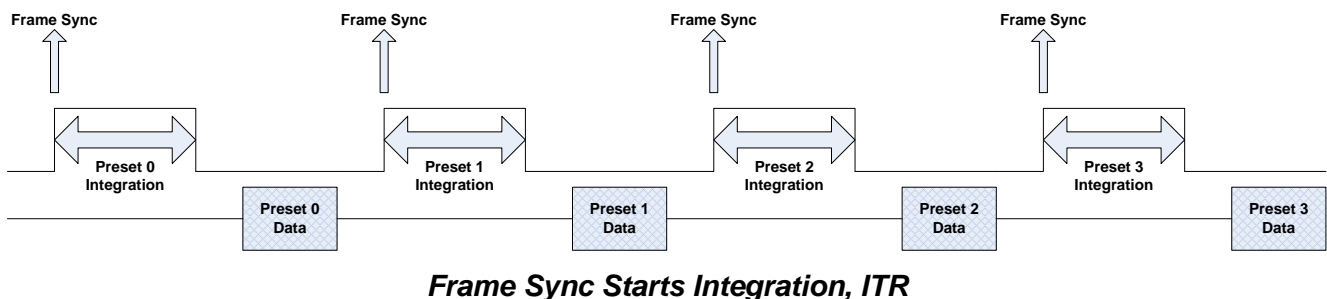 Frame Sync
Frame Sync
Frame Sync
Frame Sync
Preset 0
Integration
Preset 1
Integration
Preset 2
Integration
Preset 3
Integration
Preset 0
Data
Preset 1
Data
Preset 2
Data
Preset 3
Data
Frame Sync Starts Integration, ITR